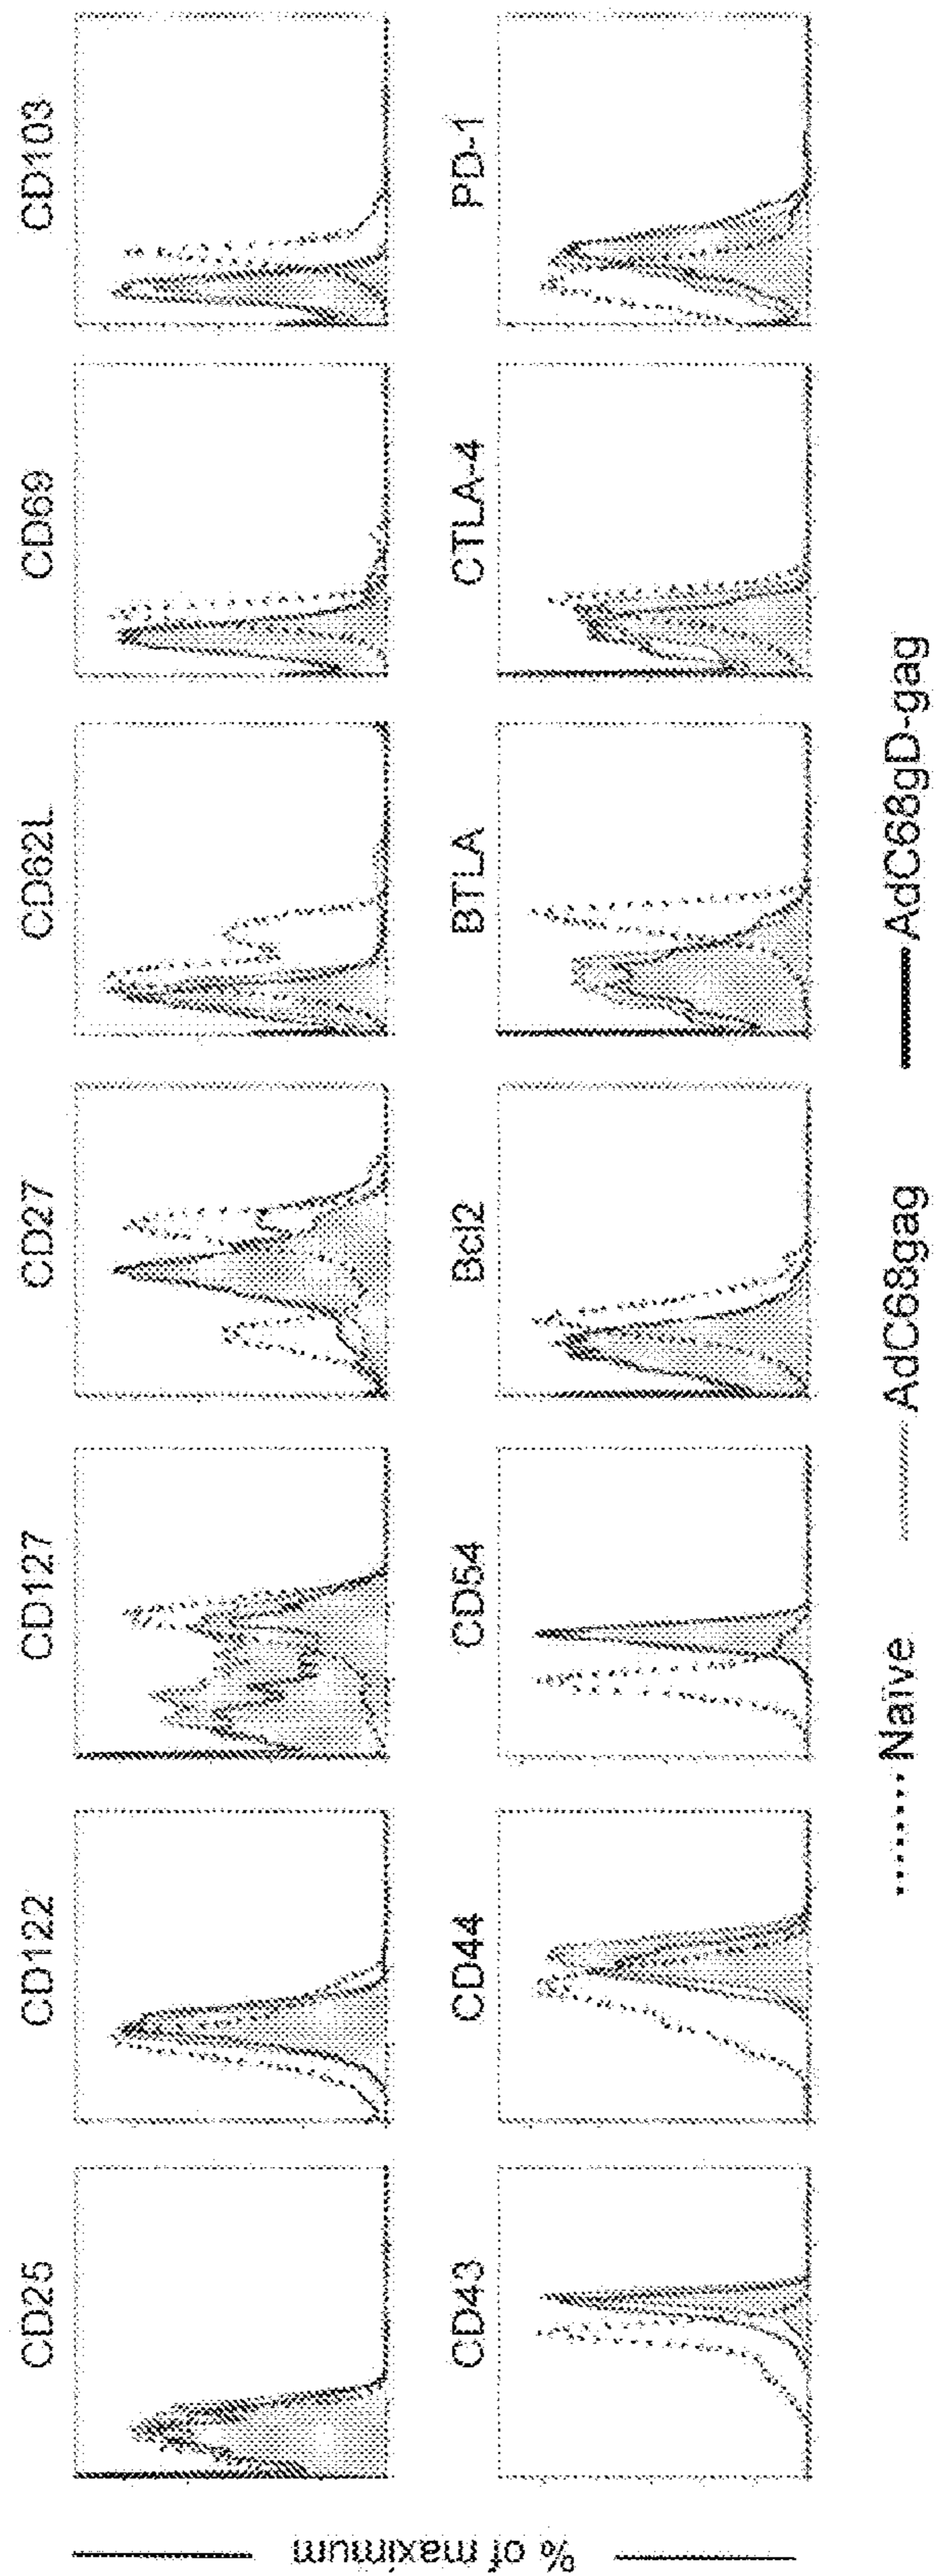 CD25 CD122 CD127 CD27 CD62L CD69 CD103
CD43 CD44 CD54 Bcl2 BTLA CTLA-4 PD-1
% of maximum
Naïve AdC68gag AdC68gD-gag